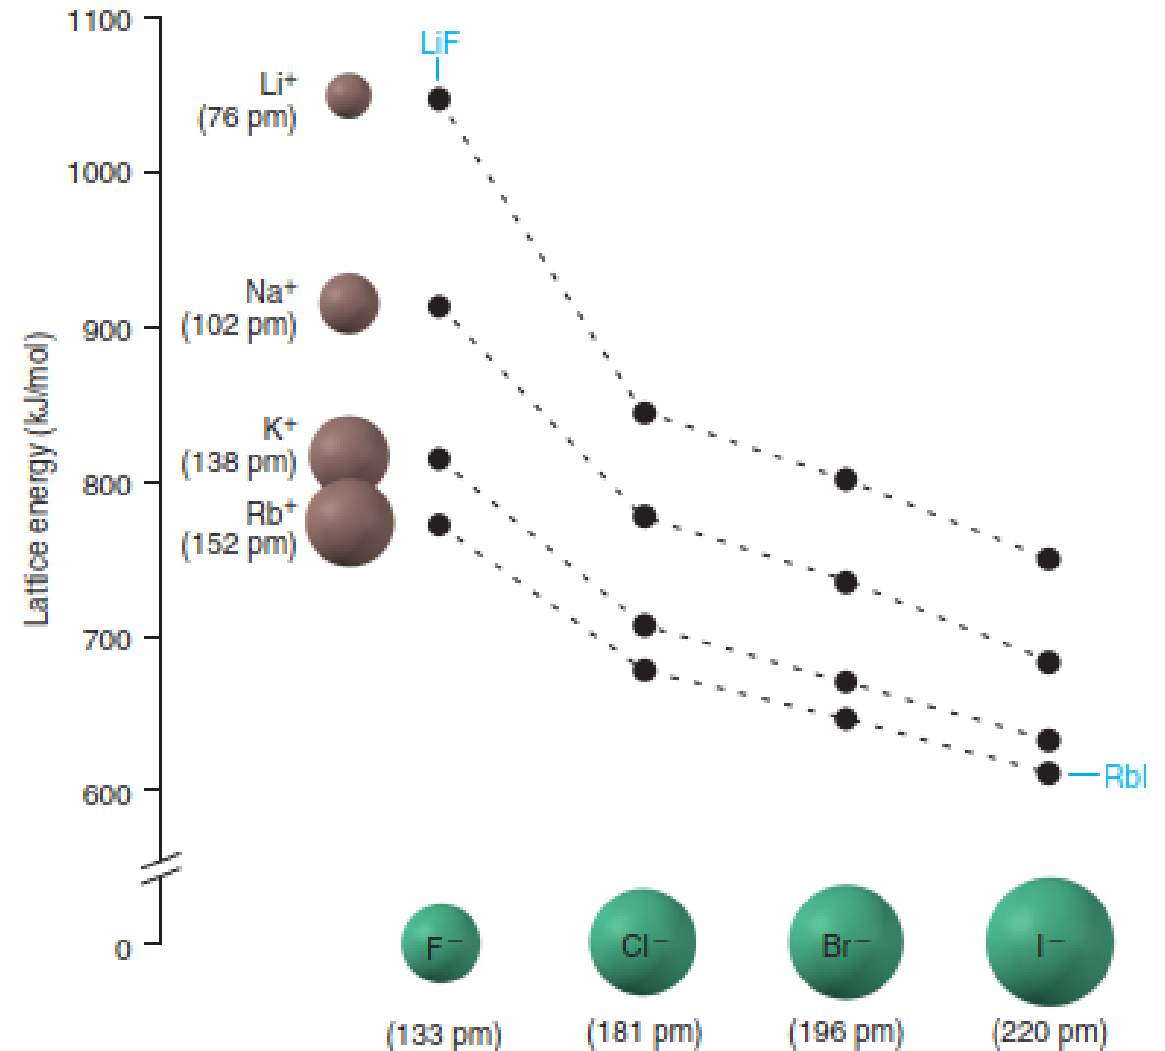 Lattice energy (kJ/mol)
1100
1000
900
800
700
600
0
LiF
Li⁺
(76 pm)
Na⁺
(102 pm)
K⁺
(138 pm)
Rb⁺
(152 pm)
RbI
F⁻
Cl⁻
Br⁻
I⁻
(133 pm)
(181 pm)
(196 pm)
(220 pm)